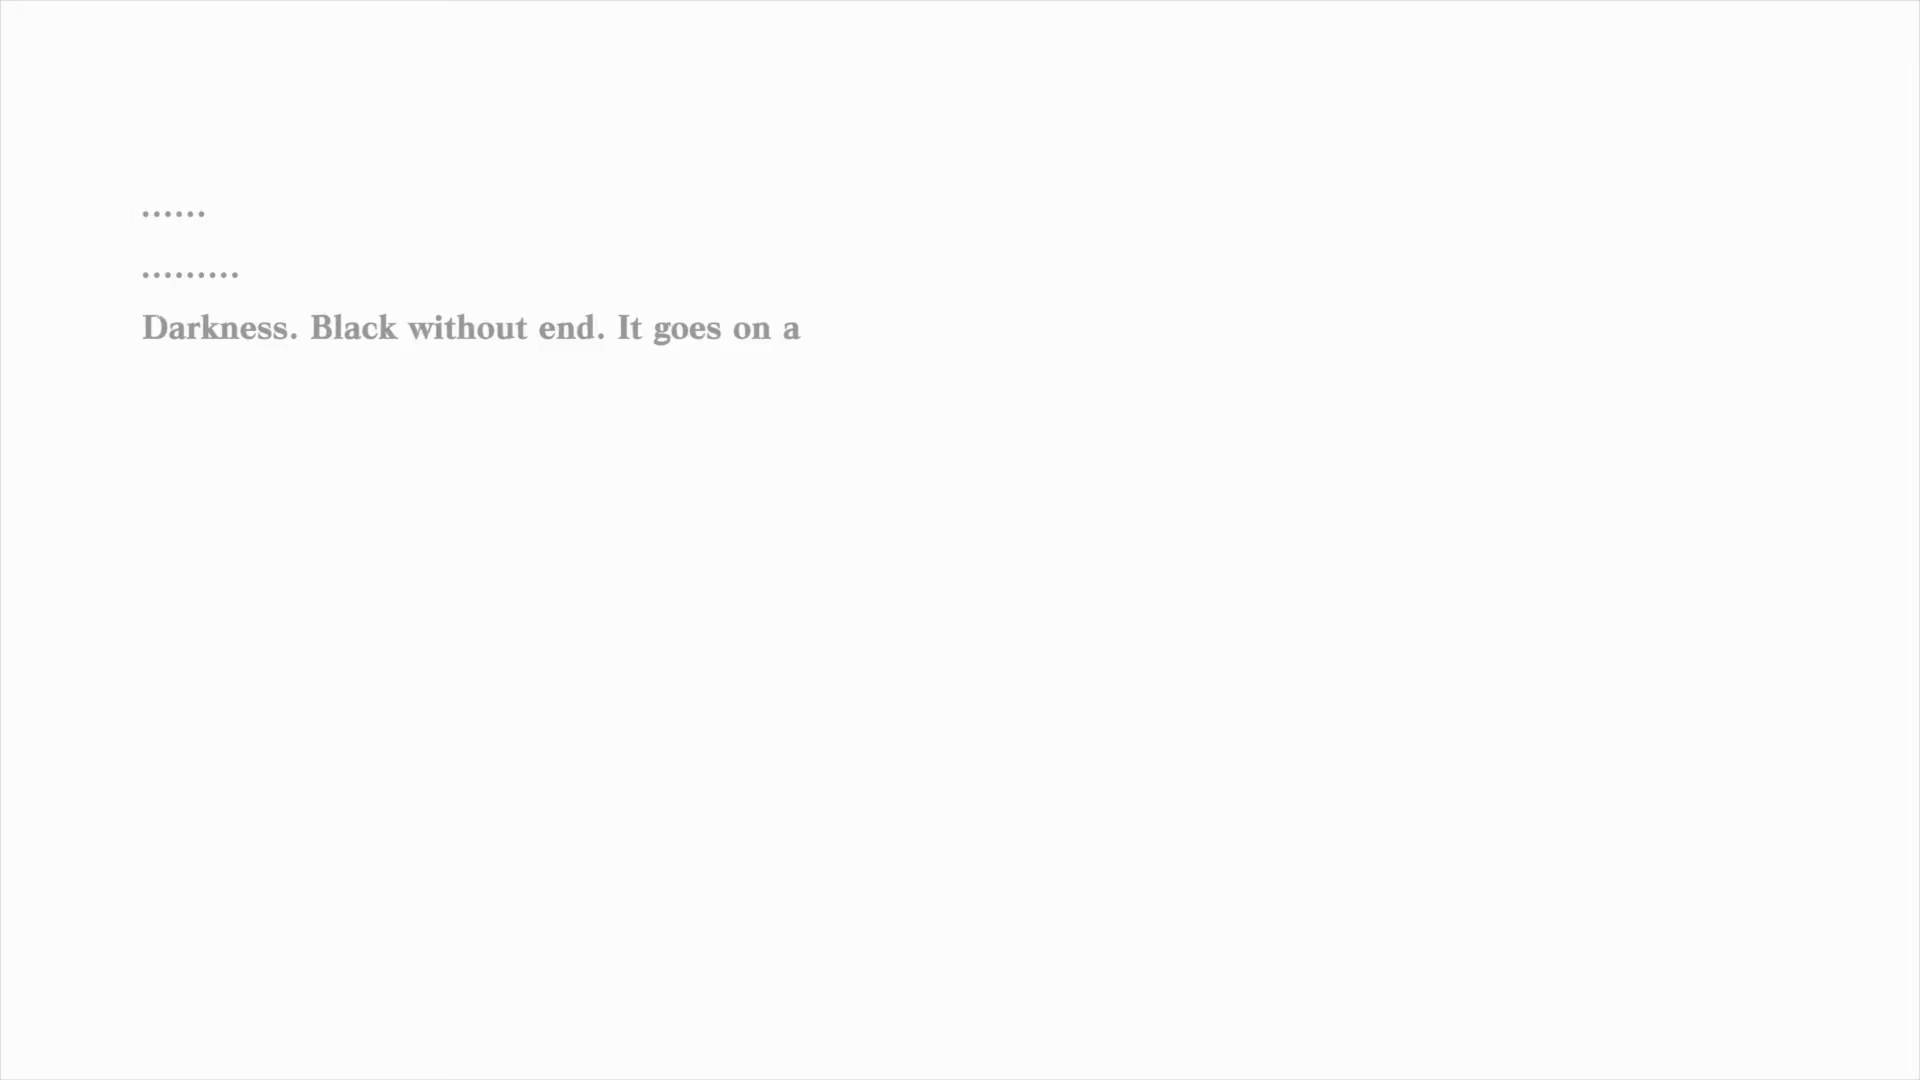 ......
.........
Darkness. Black without end. It goes on a